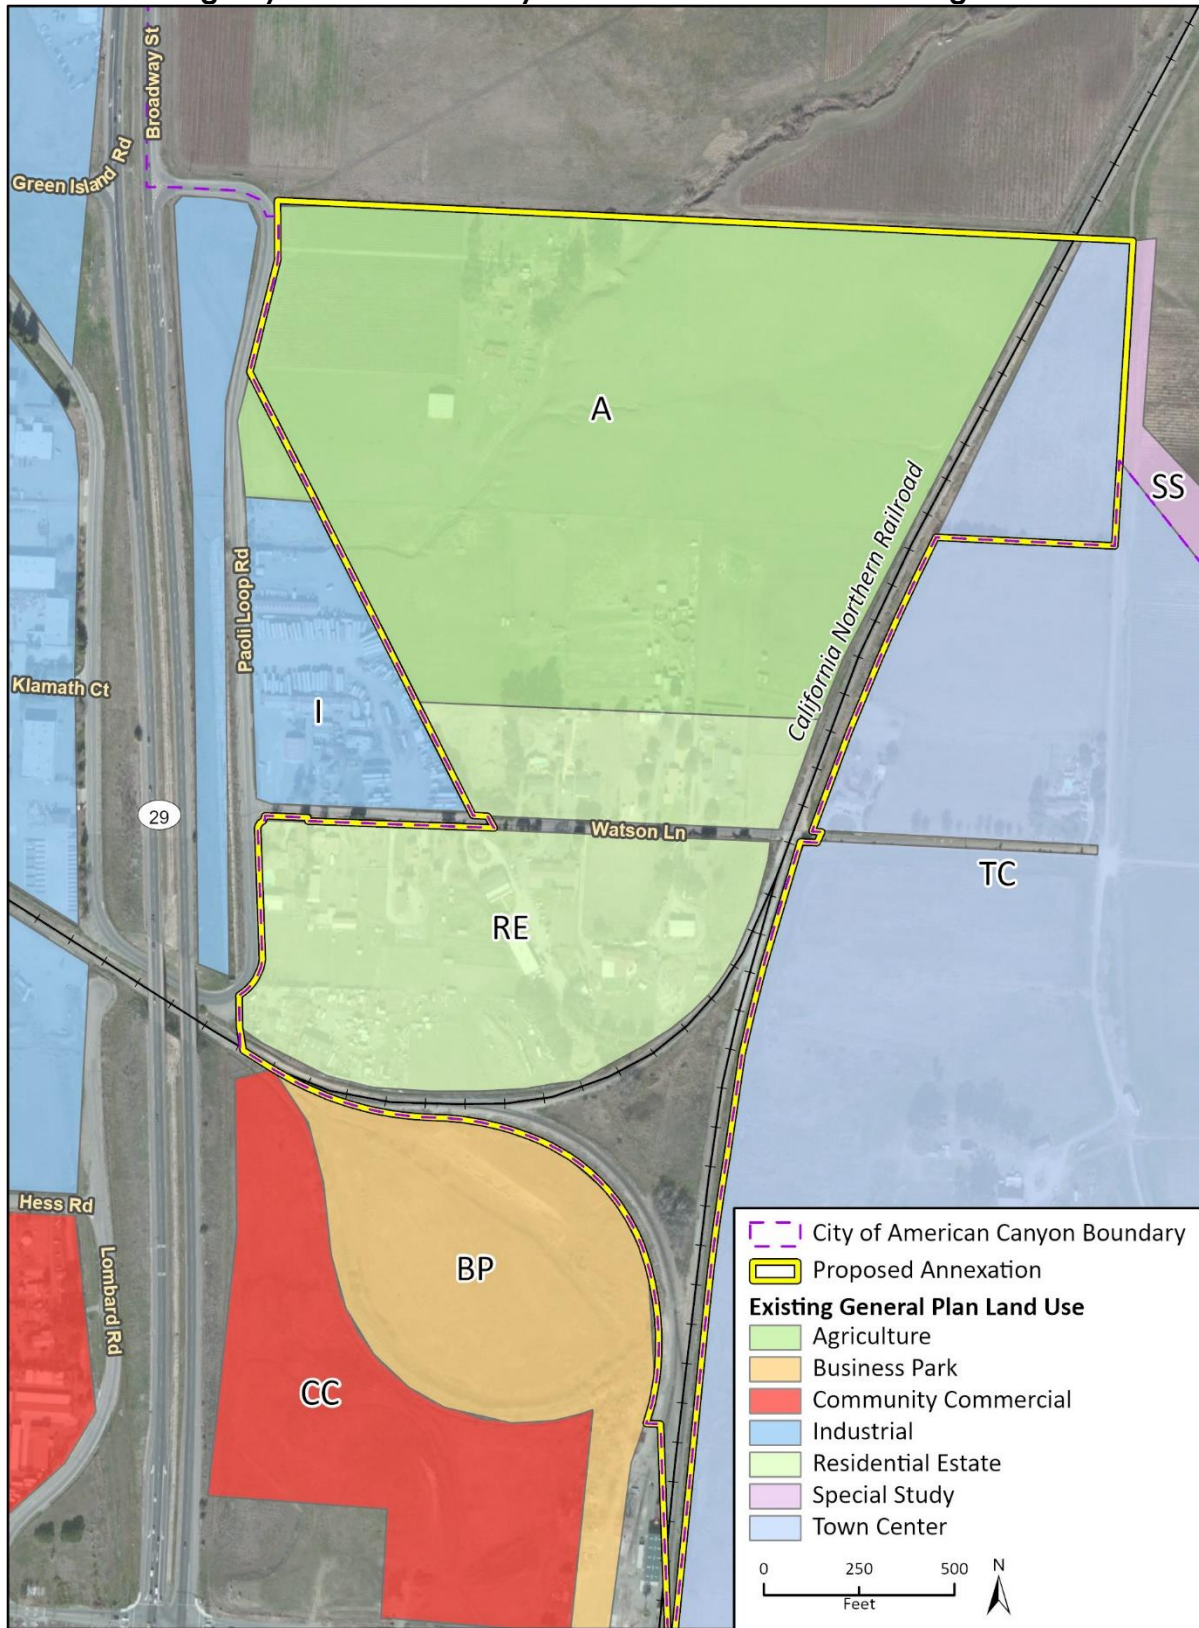 Broadway St
Green Island Rd
A
SS
California Northern Railroad
Paoli Loop Rd
Klamath Ct
I
29
Watson Ln
TC
RE
Hess Rd
Lombard Rd
BP
CC
City of American Canyon Boundary
Proposed Annexation
Existing General Plan Land Use
Agriculture
Business Park
Community Commercial
Industrial
Residential Estate
Special Study
Town Center
0 250 500
Feet
N